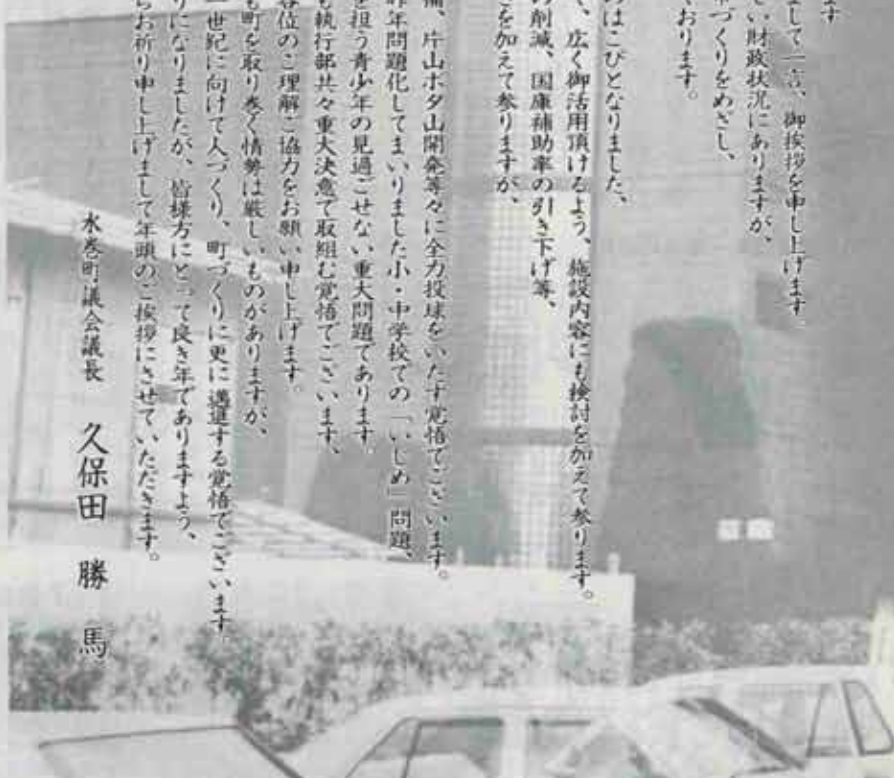 ます
まして一言、御挨拶を申し上げます。
い財政状況にありますが、
づくりをめざし、
ております。
のはこびとなりました、
く、広く御活用頂けるよう、施設内容にも検討を加えて参ります。
の削減、国庫補助率の引き下げ等、
を加えて参りますが、
備、片山ボタ山開発等々に全力投球をいたす覚悟でございます。
昨年問題化してまいりました小・中学校での「いじめ」問題、
を担う青少年の見過ごせない重大問題であります。
も執行部共々重大決意で取組む覚悟でございます、
各位のご理解ご協力をお願い申し上げます。
も町を取り巻く情勢は厳しいものがありますが、
一世紀に向けて人づくり、町づくりに更に邁進する覚悟でございます。
りになりましたが、皆様方にとって良き年でありますよう、
らお祈り申し上げまして年頭のご挨拶にさせていただきます。
水巻町議会議長 久保田 勝 馬